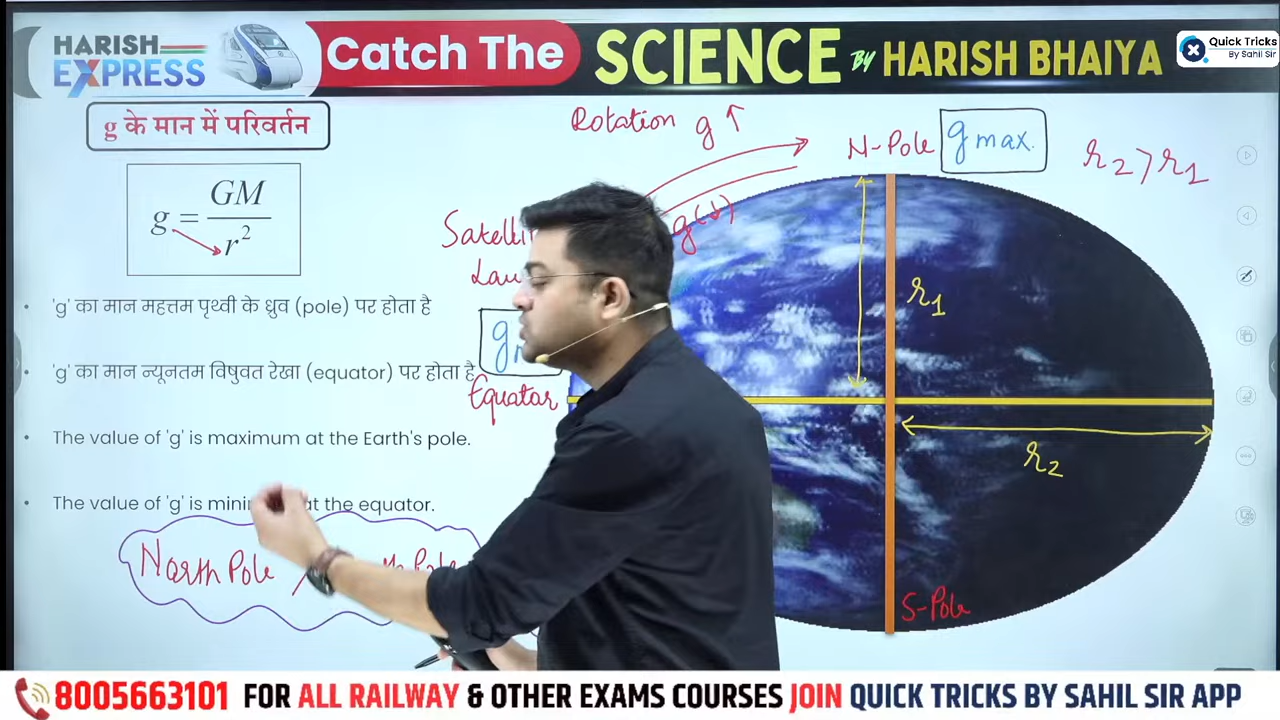 HARISH
EXPRESS
Catch The
SCIENCE BY HARISH BHAIYA
Quick Tricks
By Sahil Sir
g के मान में परिवर्तन
g = GM / r²
'g' का मान महत्तम पृथ्वी के ध्रुव (pole) पर होता है
'g' का मान न्यूनतम विषुवत रेखा (equator) पर होता है
The value of 'g' is maximum at the Earth's pole.
The value of 'g' is at the equator.
North Pole / Pole
Rotation g ↑
N-Pole
g max.
r2 > r1
g(↓)
Equator
r1
r2
S-Pole
8005663101 FOR ALL RAILWAY & OTHER EXAMS COURSES JOIN QUICK TRICKS BY SAHIL SIR APP